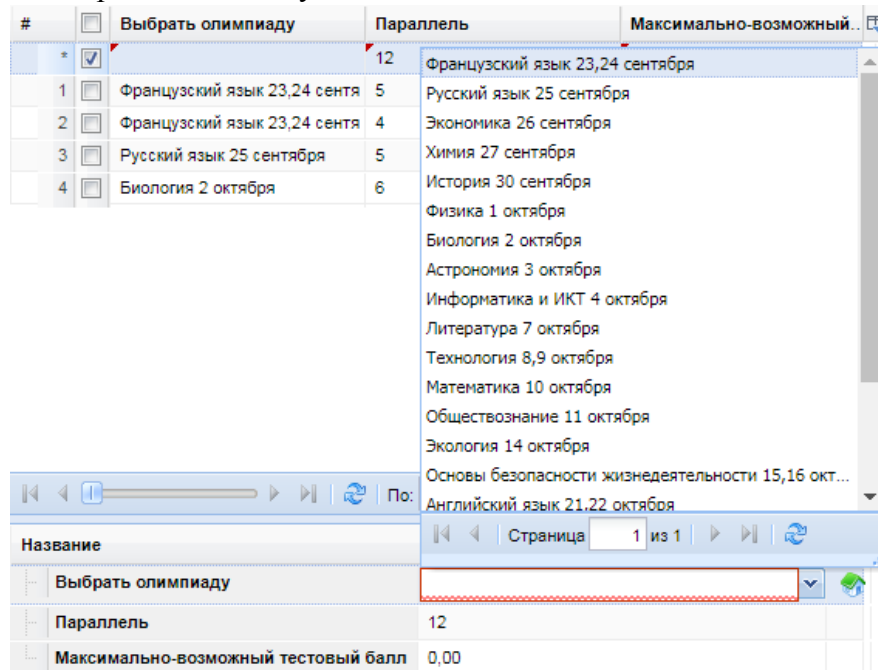 # Выбрать олимпиаду Параллель Максимально-возможный..
* 12
1 Французский язык 23,24 сентя 5
2 Французский язык 23,24 сентя 4
3 Русский язык 25 сентября 5
4 Биология 2 октября 6
Французский язык 23,24 сентября
Русский язык 25 сентября
Экономика 26 сентября
Химия 27 сентября
История 30 сентября
Физика 1 октября
Биология 2 октября
Астрономия 3 октября
Информатика и ИКТ 4 октября
Литература 7 октября
Технология 8,9 октября
Математика 10 октября
Обществознание 11 октября
Экология 14 октября
Основы безопасности жизнедеятельности 15,16 окт...
Английский язык 21,22 октября
По:
Страница 1 из 1
Название
Выбрать олимпиаду
Параллель 12
Максимально-возможный тестовый балл 0,00